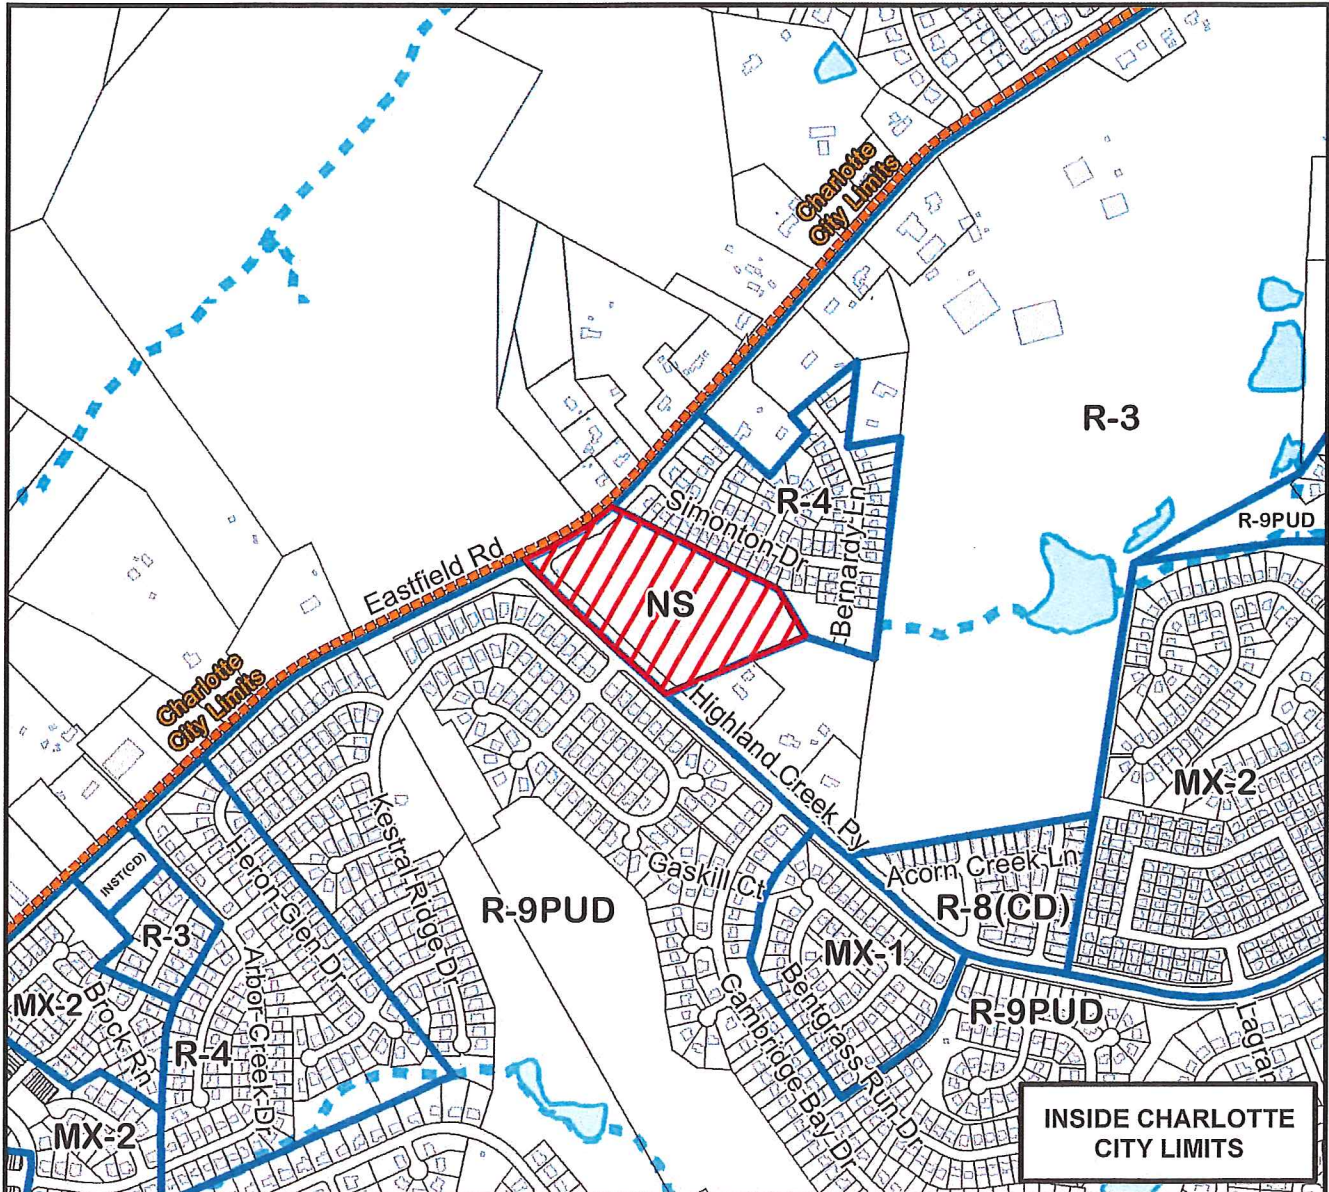 Charlotte
City Limits
R-3
R-4
Simonton Dr
Bernardy Ln
R-9PUD
Eastfield Rd
NS
Charlotte
City Limits
Highland Creek Py
MX-2
Kestral Ridge Dr
Heron Glen Dr
Gaskill Ct
Acorn Creek Ln
INST(CD)
R-9PUD
R-8(CD)
R-3
MX-1
Arbor Creek Dr
Bentgrass Run Dr
Cambridge Bay Dr
MX-2
Brock Rn
R-9PUD
Lagran
R-4
MX-2
INSIDE CHARLOTTE
CITY LIMITS